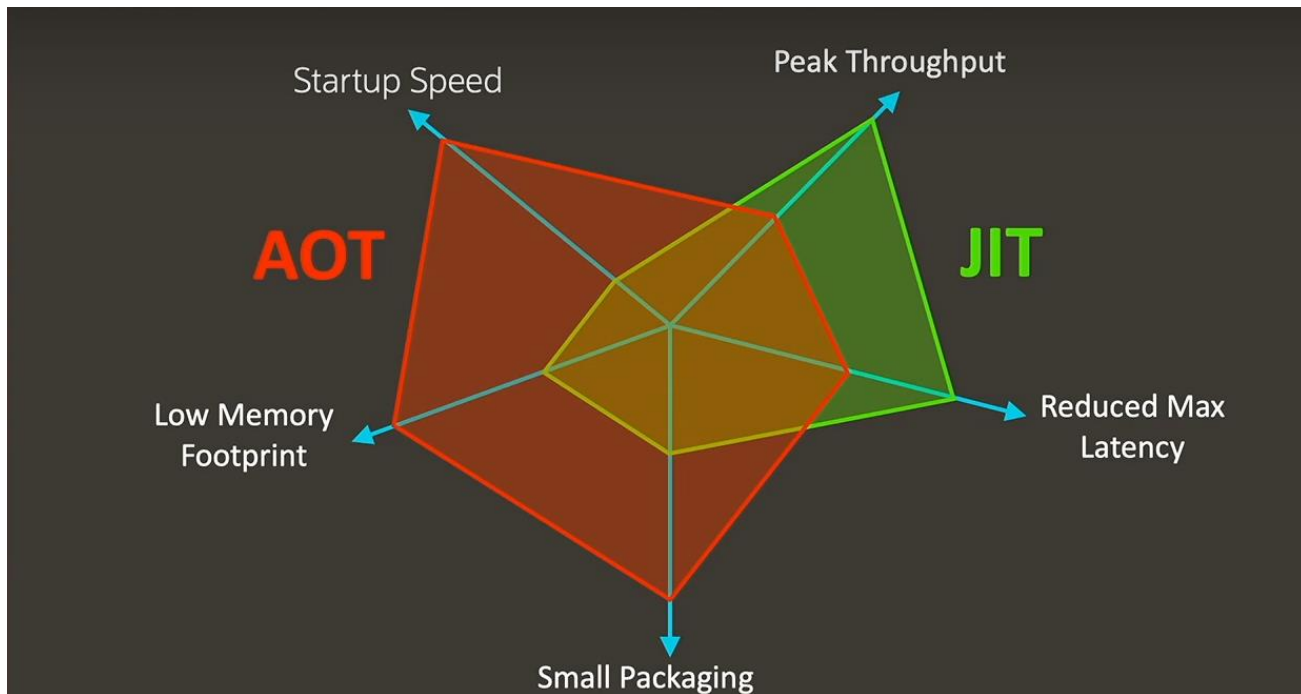 Startup Speed
Peak Throughput
AOT
JIT
Low Memory
Footprint
Reduced Max
Latency
Small Packaging